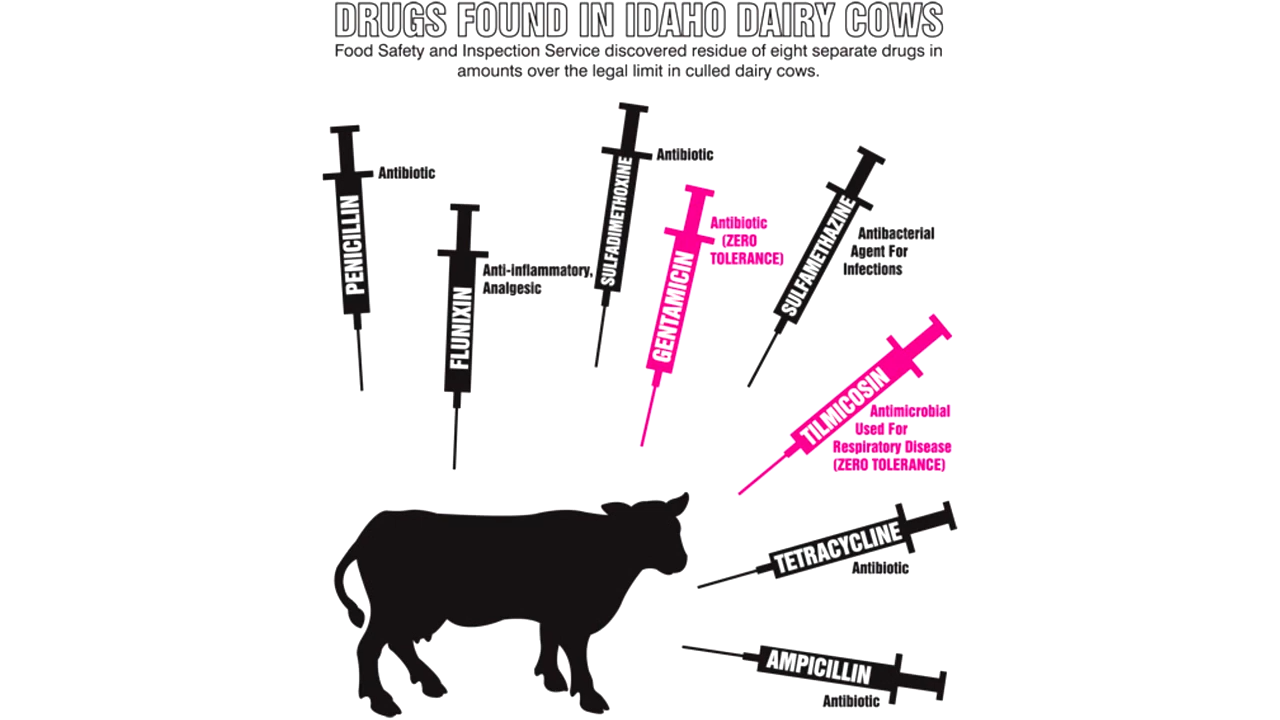 DRUGS FOUND IN IDAHO DAIRY COWS
Food Safety and Inspection Service discovered residue of eight separate drugs in
amounts over the legal limit in culled dairy cows.
PENICILLIN
Antibiotic
FLUNIXIN
Anti-inflammatory,
Analgesic
SULFADIMETHOXINE
Antibiotic
GENTAMICIN
Antibiotic
(ZERO
TOLERANCE)
SULFAMETHAZINE
Antibacterial
Agent For
Infections
TILMICOSIN
Antimicrobial
Used For
Respiratory Disease
(ZERO TOLERANCE)
TETRACYCLINE
Antibiotic
AMPICILLIN
Antibiotic